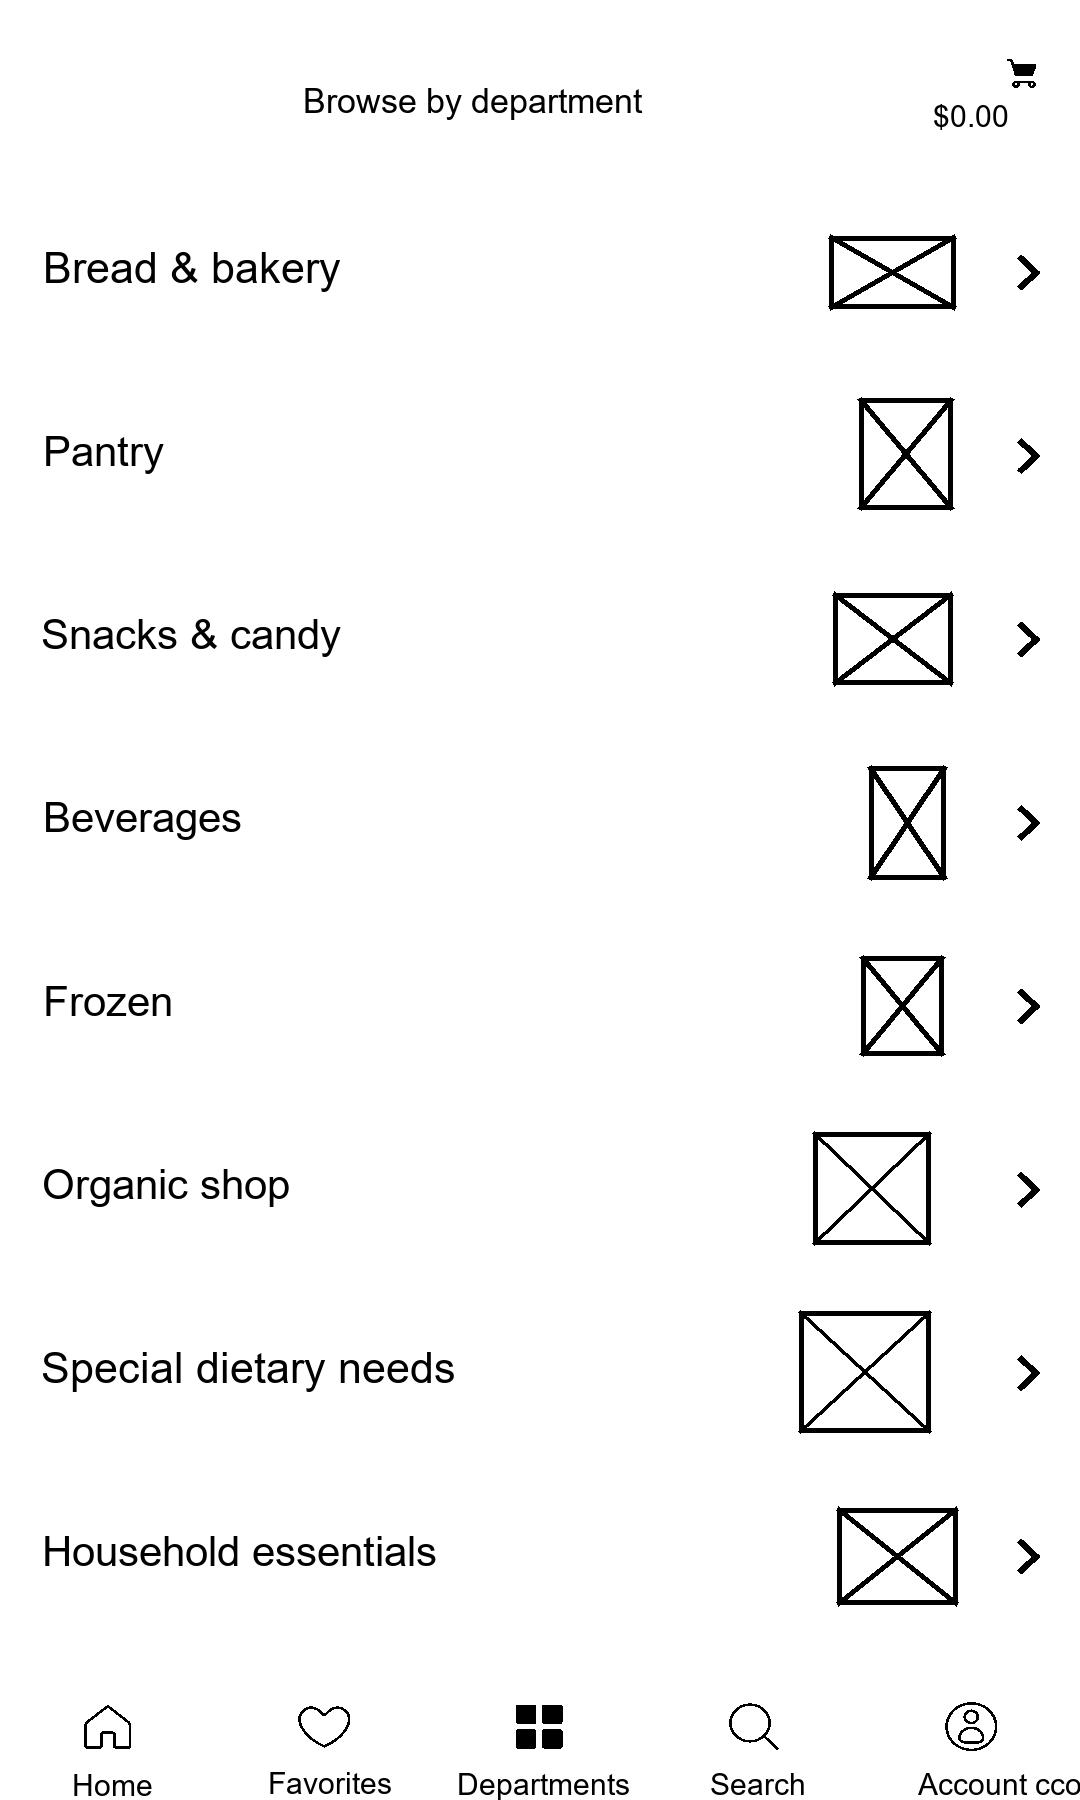 Browse by department
$0.00
Bread & bakery
Pantry
Snacks & candy
Beverages
Frozen
Organic shop
Special dietary needs
Household essentials
Home Favorites Departments Search Account cco